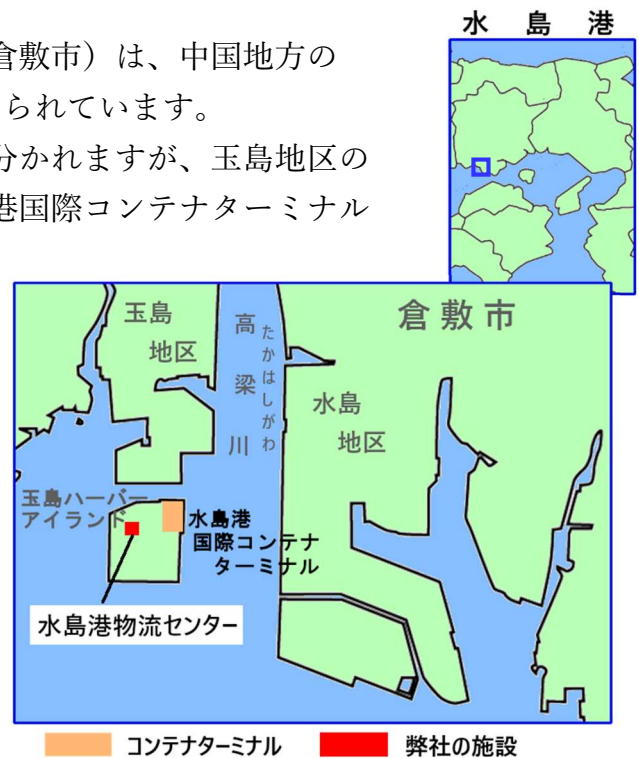 水島港
倉敷市）は、中国地方の
られています。
分かれますが、玉島地区の
港国際コンテナターミナル
玉島
地区
高梁川
たかはしがわ
倉敷市
水島
地区
玉島ハーバー
アイランド
水島港
国際コンテナ
ターミナル
水島港物流センター
コンテナターミナル
弊社の施設